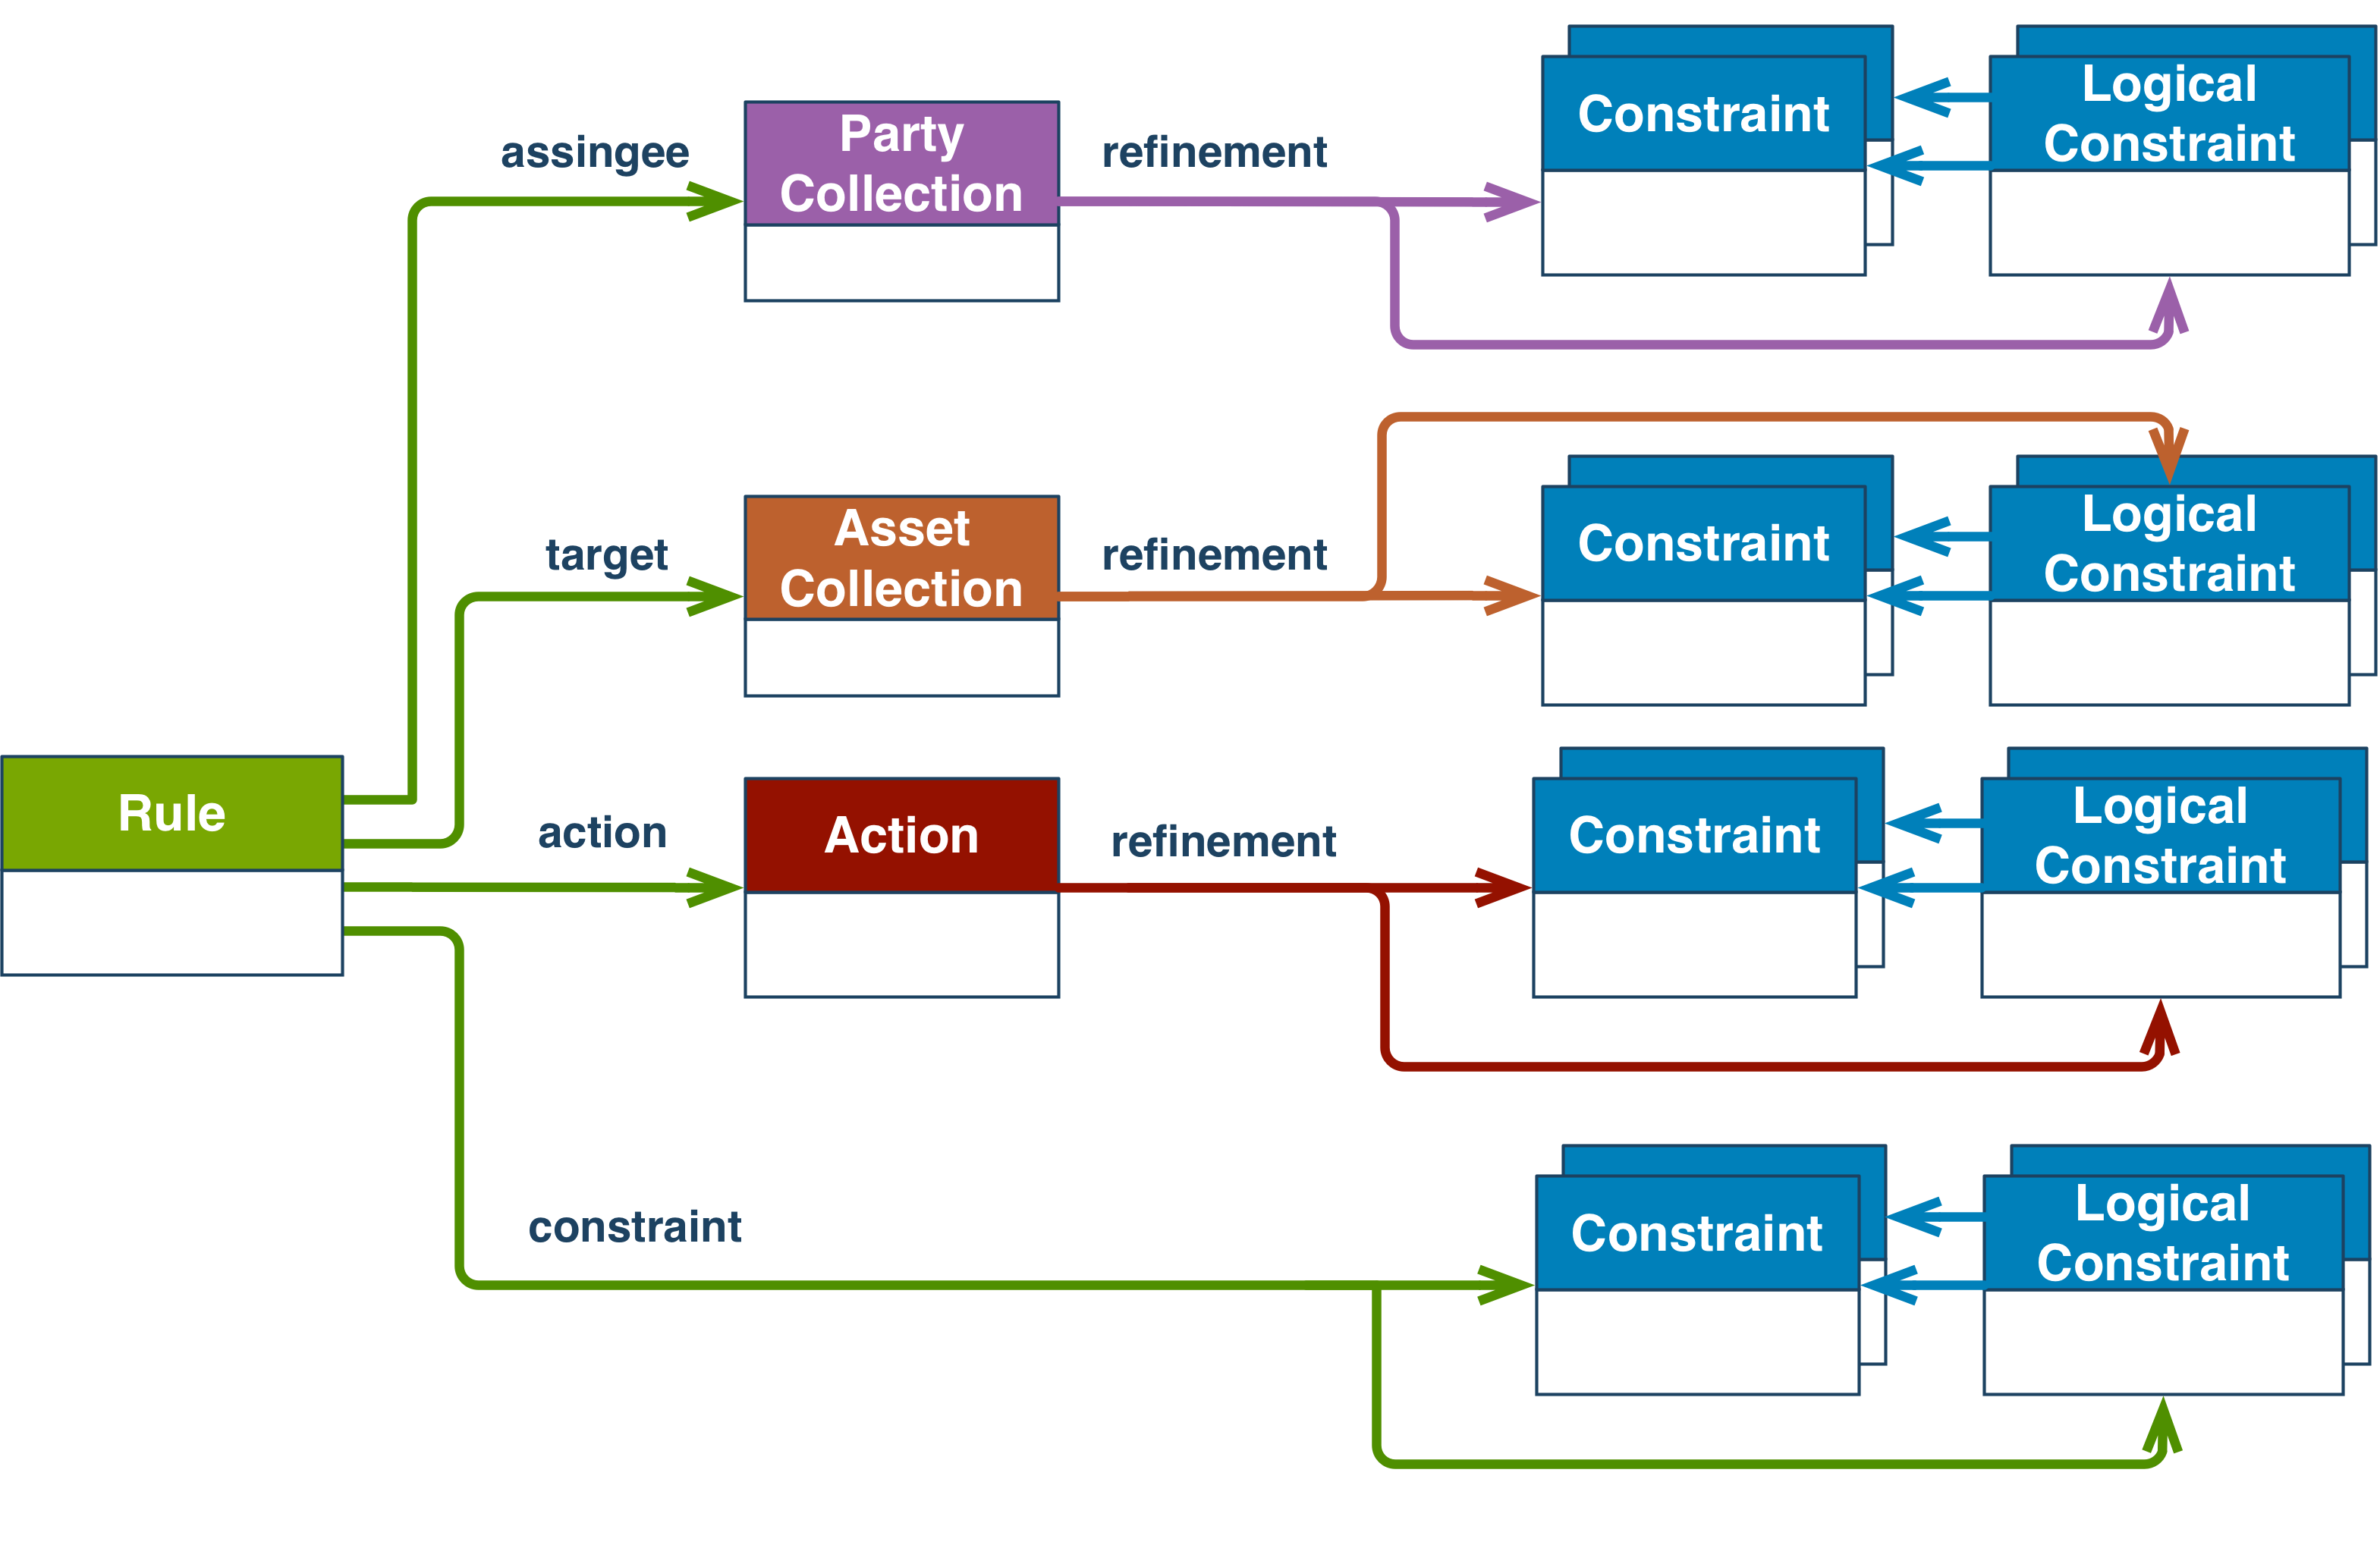 assingee
Party
Collection
refinement
Constraint
Logical
Constraint
target
Asset
Collection
refinement
Constraint
Logical
Constraint
Rule
action
Action
refinement
Constraint
Logical
Constraint
constraint
Constraint
Logical
Constraint